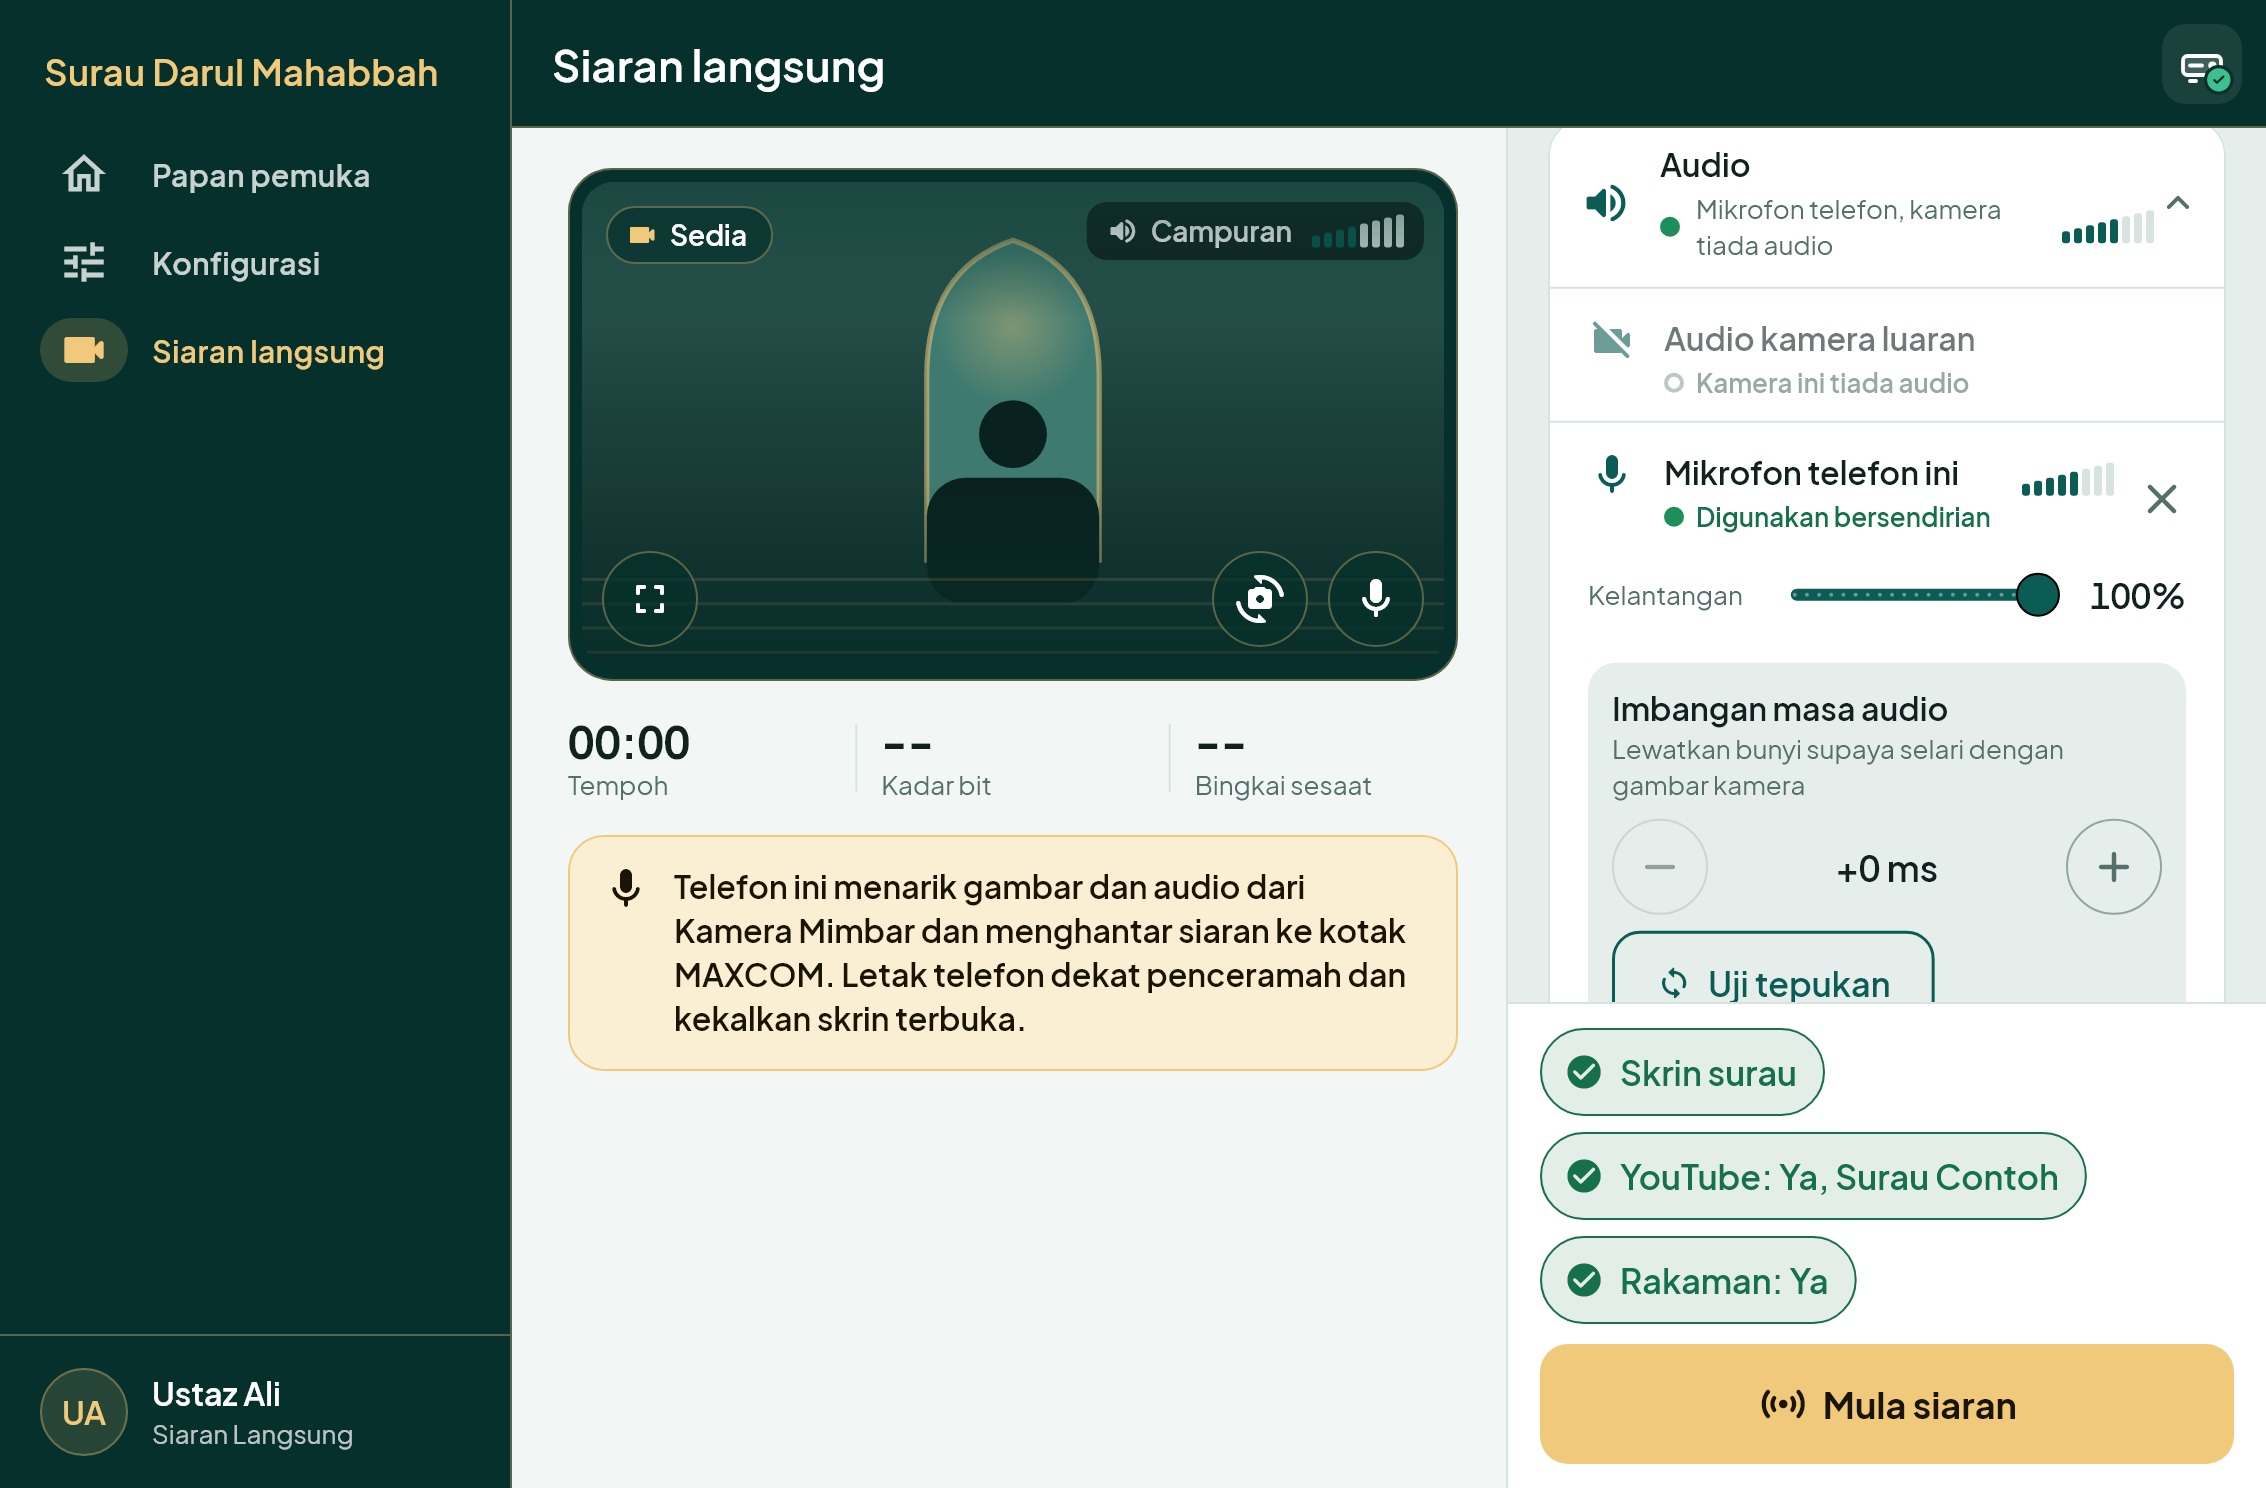 Surau Darul Mahabbah
Papan pemuka
Konfigurasi
Siaran langsung
UA
Ustaz Ali
Siaran Langsung
Siaran langsung
Sedia
Campuran
00:00
Tempoh
--
Kadar bit
--
Bingkai sesaat
Telefon ini menarik gambar dan audio dari
Kamera Mimbar dan menghantar siaran ke kotak
MAXCOM. Letak telefon dekat penceramah dan
kekalkan skrin terbuka.
Audio
Mikrofon telefon, kamera
tiada audio
Audio kamera luaran
Kamera ini tiada audio
Mikrofon telefon ini
Digunakan bersendirian
Kelantangan
100%
Imbangan masa audio
Lewatkan bunyi supaya selari dengan
gambar kamera
+0 ms
Uji tepukan
Skrin surau
YouTube: Ya, Surau Contoh
Rakaman: Ya
Mula siaran